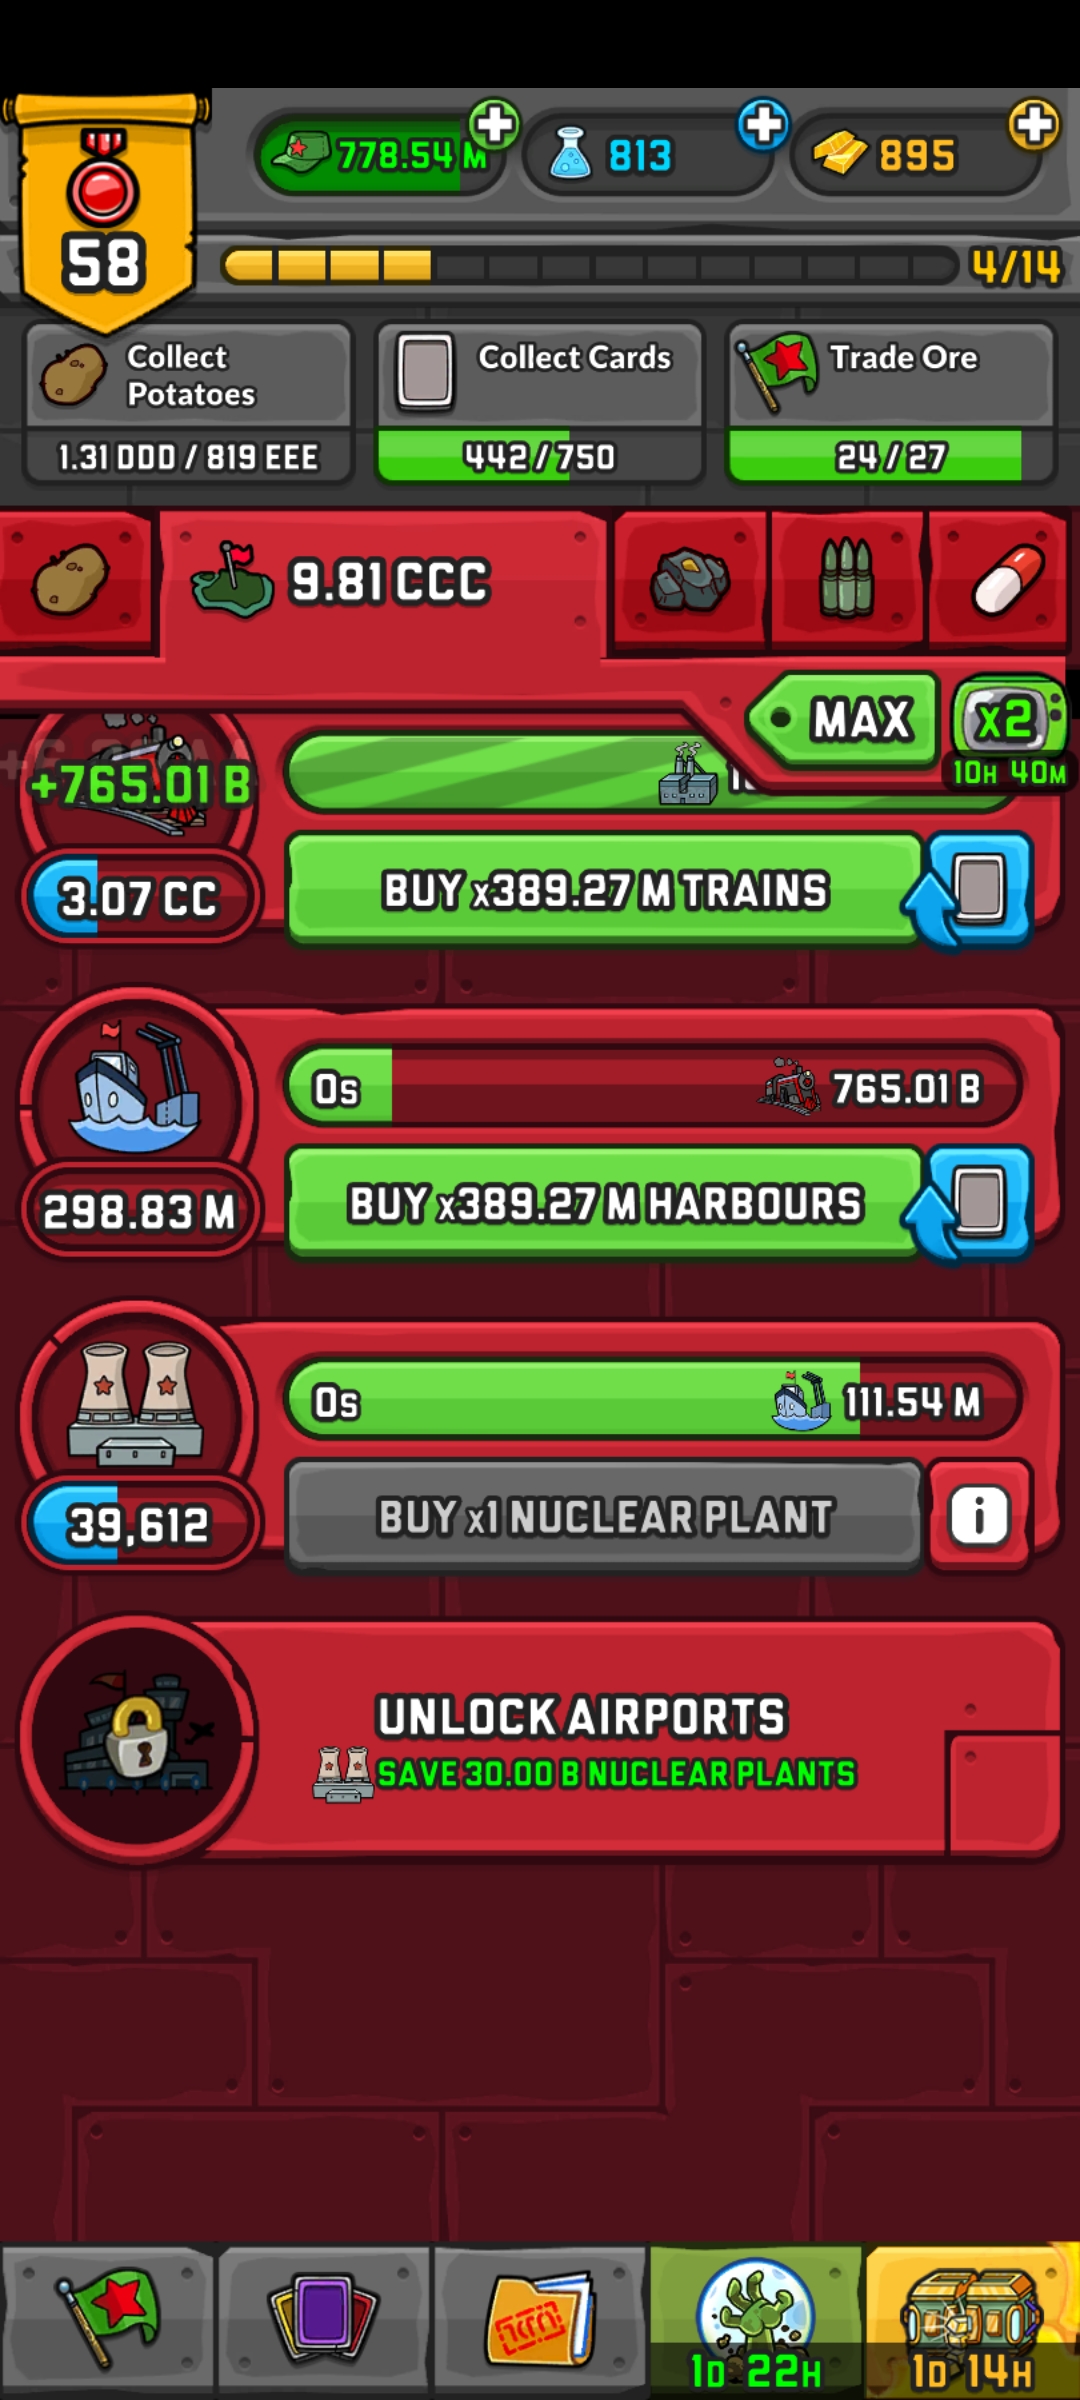 778.54 M
813
895
58
4/14
Collect
Potatoes
1.31 DDD / 819 EEE
Collect Cards
442/750
Trade Ore
24/27
9.81 CCC
MAX
x2
10H 40M
+765.01 B
3.07 CC
BUY x389.27 M TRAINS
0s
765.01 B
298.83 M
BUY x389.27 M HARBOURS
0s
111.54 M
39,612
BUY x1 NUCLEAR PLANT
i
UNLOCK AIRPORTS
SAVE 30.00 B NUCLEAR PLANTS
1D 22H
1D 14H